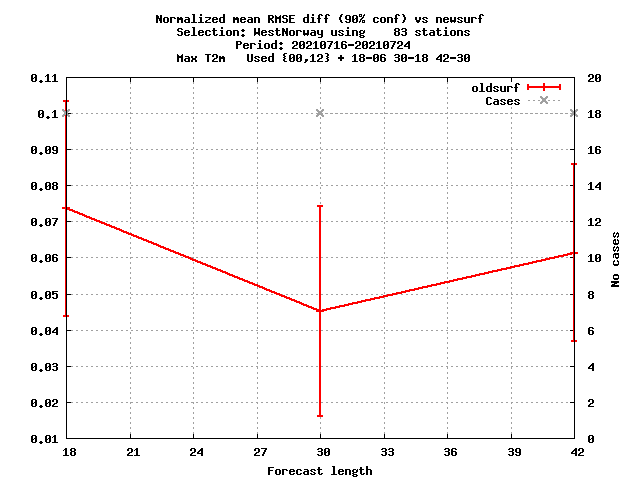 Normalized mean RMSE diff (90% conf) vs newsurf
Selection: WestNorway using    83 stations
Period: 20210716-20210724
Max T2m   Used {00,12} + 18-06 30-18 42-30
oldsurf
Cases
0.11
0.1
0.09
0.08
0.07
0.06
0.05
0.04
0.03
0.02
0.01
20
18
16
14
12
10
8
6
4
2
0
No cases
18 21 24 27 30 33 36 39 42
Forecast length